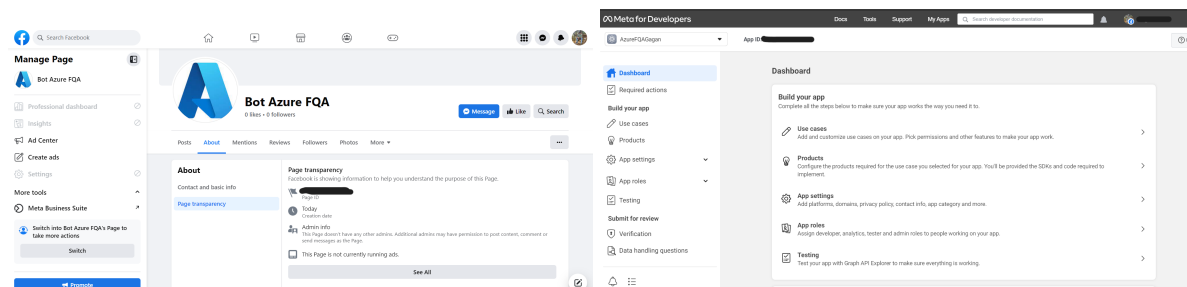 Search Facebook
Manage Page
Bot Azure FQA
Professional dashboard
Insights
Ad Center
Create ads
Settings
More tools
Meta Business Suite
Switch into Bot Azure FQA's Page to
take more actions
Switch
Promote
Bot Azure FQA
0 likes • 0 followers
Message
Like
Search
Posts
About
Mentions
Reviews
Followers
Photos
More
About
Contact and basic info
Page transparency
Page transparency
Facebook is showing information to help you understand the purpose of this Page.
Page ID
Today
Creation date
Admin info
This Page doesn't have any other admins. Additional admins may have permission to post content, comment or
send messages as the Page.
This Page is not currently running ads.
See All
Meta for Developers
Docs
Tools
Support
My Apps
Search developer documentation
AzureFQAGagan
App ID
Dashboard
Required actions
Build your app
Use cases
Products
App settings
App roles
Testing
Submit for review
Verification
Data handling questions
Dashboard
Build your app
Complete all the steps below to make sure your app works the way you need it to.
Use cases
Add and customize use cases on your app. Pick permissions and other features to make your app work.
Products
Configure the products required for the use case you selected for your app. You'll be provided the SDKs and code required to
implement.
App settings
Add platforms, domains, privacy policy, contact info, app category and more.
App roles
Assign developer, analytics, tester and admin roles to people working on your app.
Testing
Test your app with Graph API Explorer to make sure everything is working.